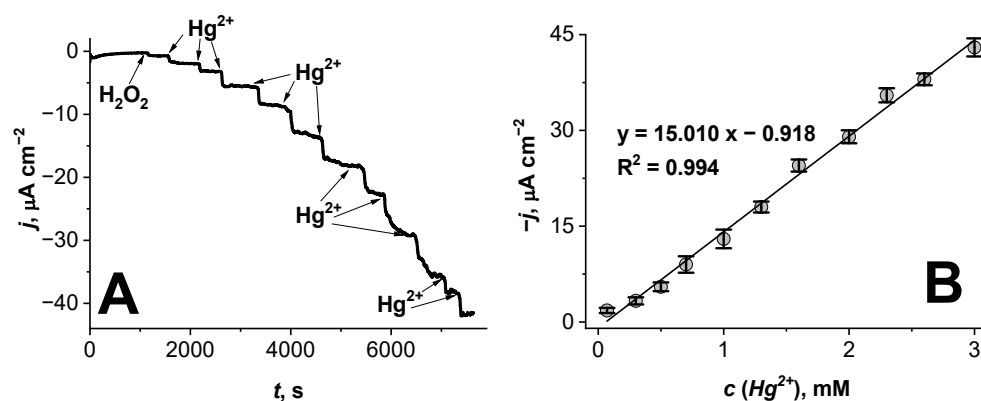 Hg²⁺
H₂O₂
Hg²⁺
Hg²⁺
Hg²⁺
A
j, µA cm⁻²
0
−10
−20
−30
−40
0
2000
4000
6000
t, s
y = 15.010 x − 0.918
R² = 0.994
B
−j, µA cm⁻²
45
30
15
0
0
1
2
3
c (Hg²⁺), mM